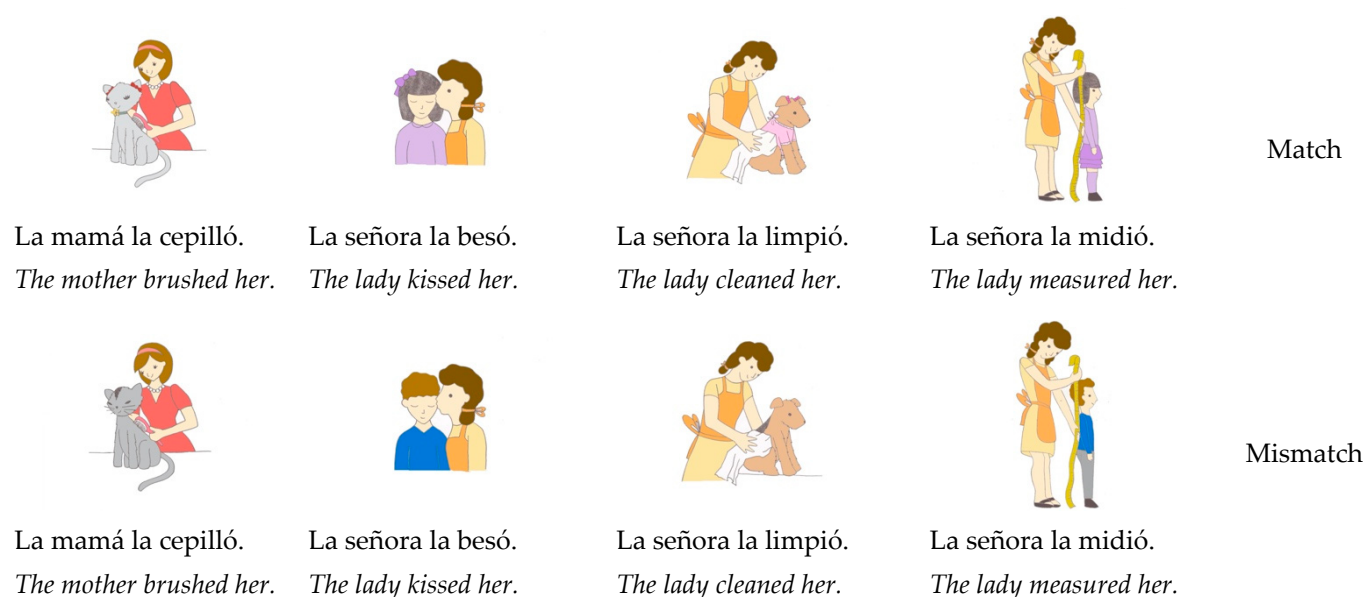 Match
La mamá la cepilló. La señora la besó. La señora la limpió. La señora la midió.
The mother brushed her. The lady kissed her. The lady cleaned her. The lady measured her.
Mismatch
La mamá la cepilló. La señora la besó. La señora la limpió. La señora la midió.
The mother brushed her. The lady kissed her. The lady cleaned her. The lady measured her.